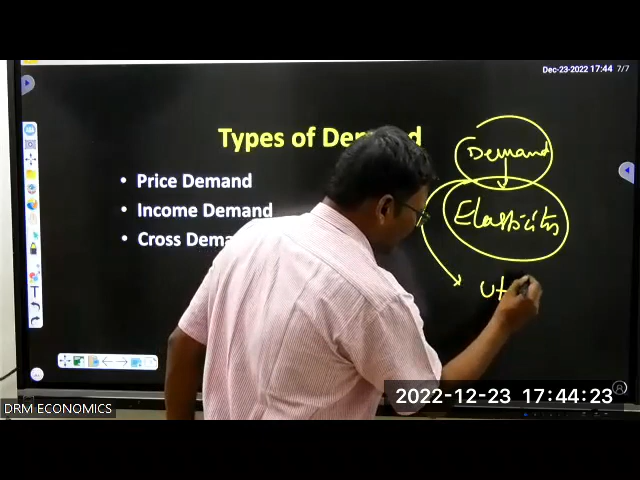 Dec-23-2022 17:44 7/7
Types of Demand
• Price Demand
• Income Demand
• Cross Dema
Demand
Elasticity
Ut
T
2022-12-23 17:44:23
DRM ECONOMICS